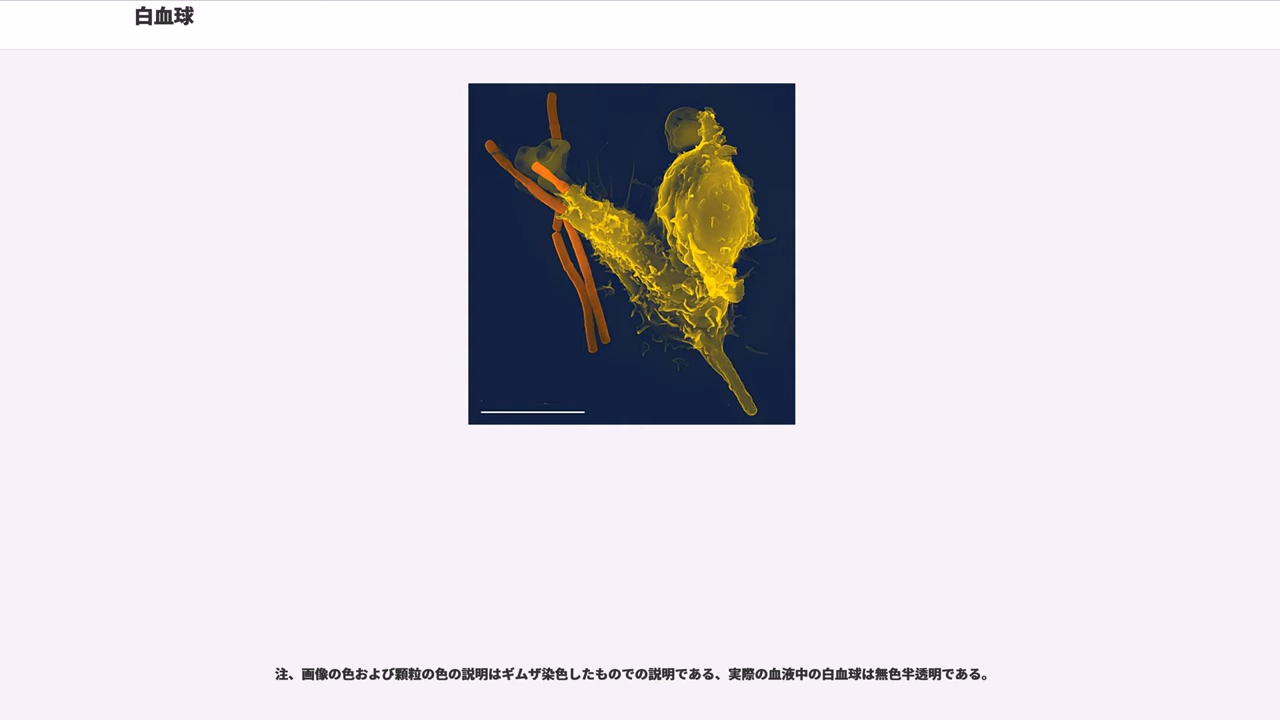 白血球
注、画像の色および顆粒の色の説明はギムザ染色したものでの説明である、実際の血液中の白血球は無色半透明である。